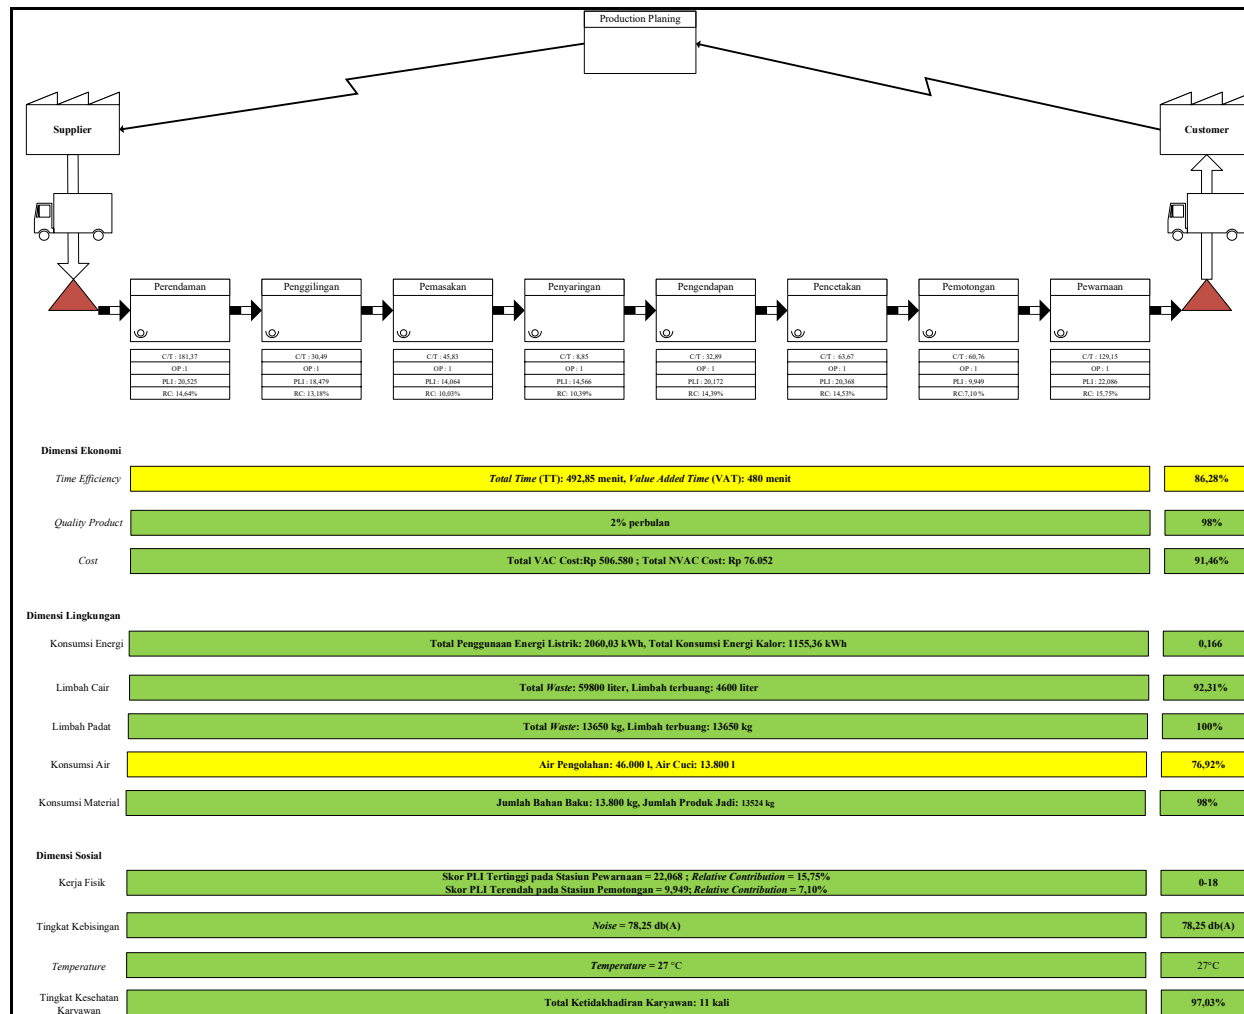 Production Planing
Supplier
Customer
Perendaman
Penggilingan
Pemasakan
Penyaringan
Pengendapan
Pencetakan
Pemotongan
Pewarnaan
C/T : 181,37
OP :1
PLI : 20,525
RC: 14,64%
C/T : 30,49
OP :1
PLI : 18,479
RC: 13,18%
C/T : 45,83
OP : 1
PLI : 14,064
RC: 10,03%
C/T : 8,85
OP : 1
PLI : 14,566
RC: 10,39%
C/T : 32,89
OP : 1
PLI : 20,172
RC: 14,39%
C/T : 63,67
OP : 1
PLI : 20,368
RC: 14,53%
C/T : 60,76
OP : 1
PLI : 9,949
RC:7,10 %
C/T : 129,15
OP : 1
PLI : 22,086
RC: 15,75%
Dimensi Ekonomi
Time Efficiency
Total Time (TT): 492,85 menit, Value Added Time (VAT): 480 menit
86,28%
Quality Product
2% perbulan
98%
Cost
Total VAC Cost:Rp 506.580 ; Total NVAC Cost: Rp 76.052
91,46%
Dimensi Lingkungan
Konsumsi Energi
Total Penggunaan Energi Listrik: 2060,03 kWh, Total Konsumsi Energi Kalor: 1155,36 kWh
0,166
Limbah Cair
Total Waste: 59800 liter, Limbah terbuang: 4600 liter
92,31%
Limbah Padat
Total Waste: 13650 kg, Limbah terbuang: 13650 kg
100%
Konsumsi Air
Air Pengolahan: 46.000 l, Air Cuci: 13.800 l
76,92%
Konsumsi Material
Jumlah Bahan Baku: 13.800 kg, Jumlah Produk Jadi: 13524 kg
98%
Dimensi Sosial
Kerja Fisik
Skor PLI Tertinggi pada Stasiun Pewarnaan = 22,068 ; Relative Contribution = 15,75%
Skor PLI Terendah pada Stasiun Pemotongan = 9,949; Relative Contribution = 7,10%
0-18
Tingkat Kebisingan
Noise = 78,25 db(A)
78,25 db(A)
Temperature
Temperature = 27 °C
27°C
Tingkat Kesehatan
Karyawan
Total Ketidakhadiran Karyawan: 11 kali
97,03%